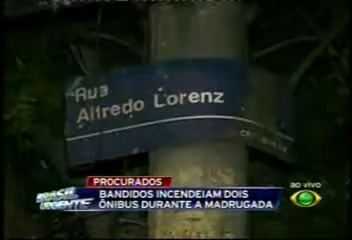 Rua
Alfredo Lorenz
PROCURADOS
BANDIDOS INCENDEIAM DOIS
ÔNIBUS DURANTE A MADRUGADA
AO VIVO
BRASIL
URGENTE